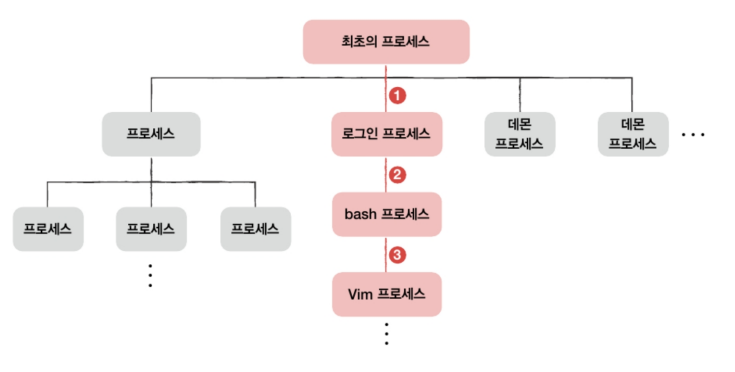 최초의 프로세스
1
프로세스
로그인 프로세스
데몬
프로세스
데몬
프로세스
...
2
프로세스
프로세스
프로세스
bash 프로세스
3
Vim 프로세스